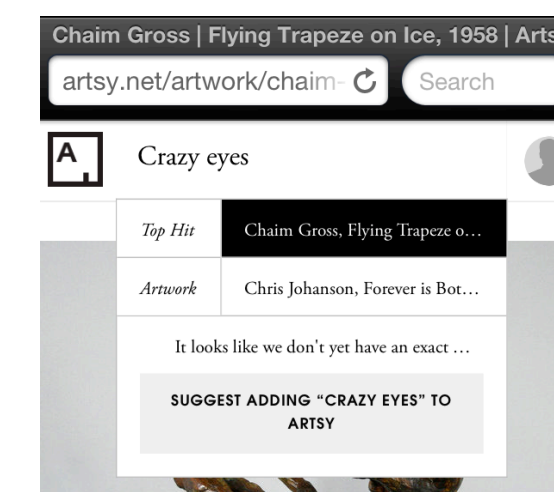 Chaim Gross | Flying Trapeze on Ice, 1958 | Arts
artsy.net/artwork/chaim-
Search
A
Crazy eyes
Top Hit
Chaim Gross, Flying Trapeze o…
Artwork
Chris Johanson, Forever is Bot…
It looks like we don't yet have an exact …
SUGGEST ADDING “CRAZY EYES” TO
ARTSY